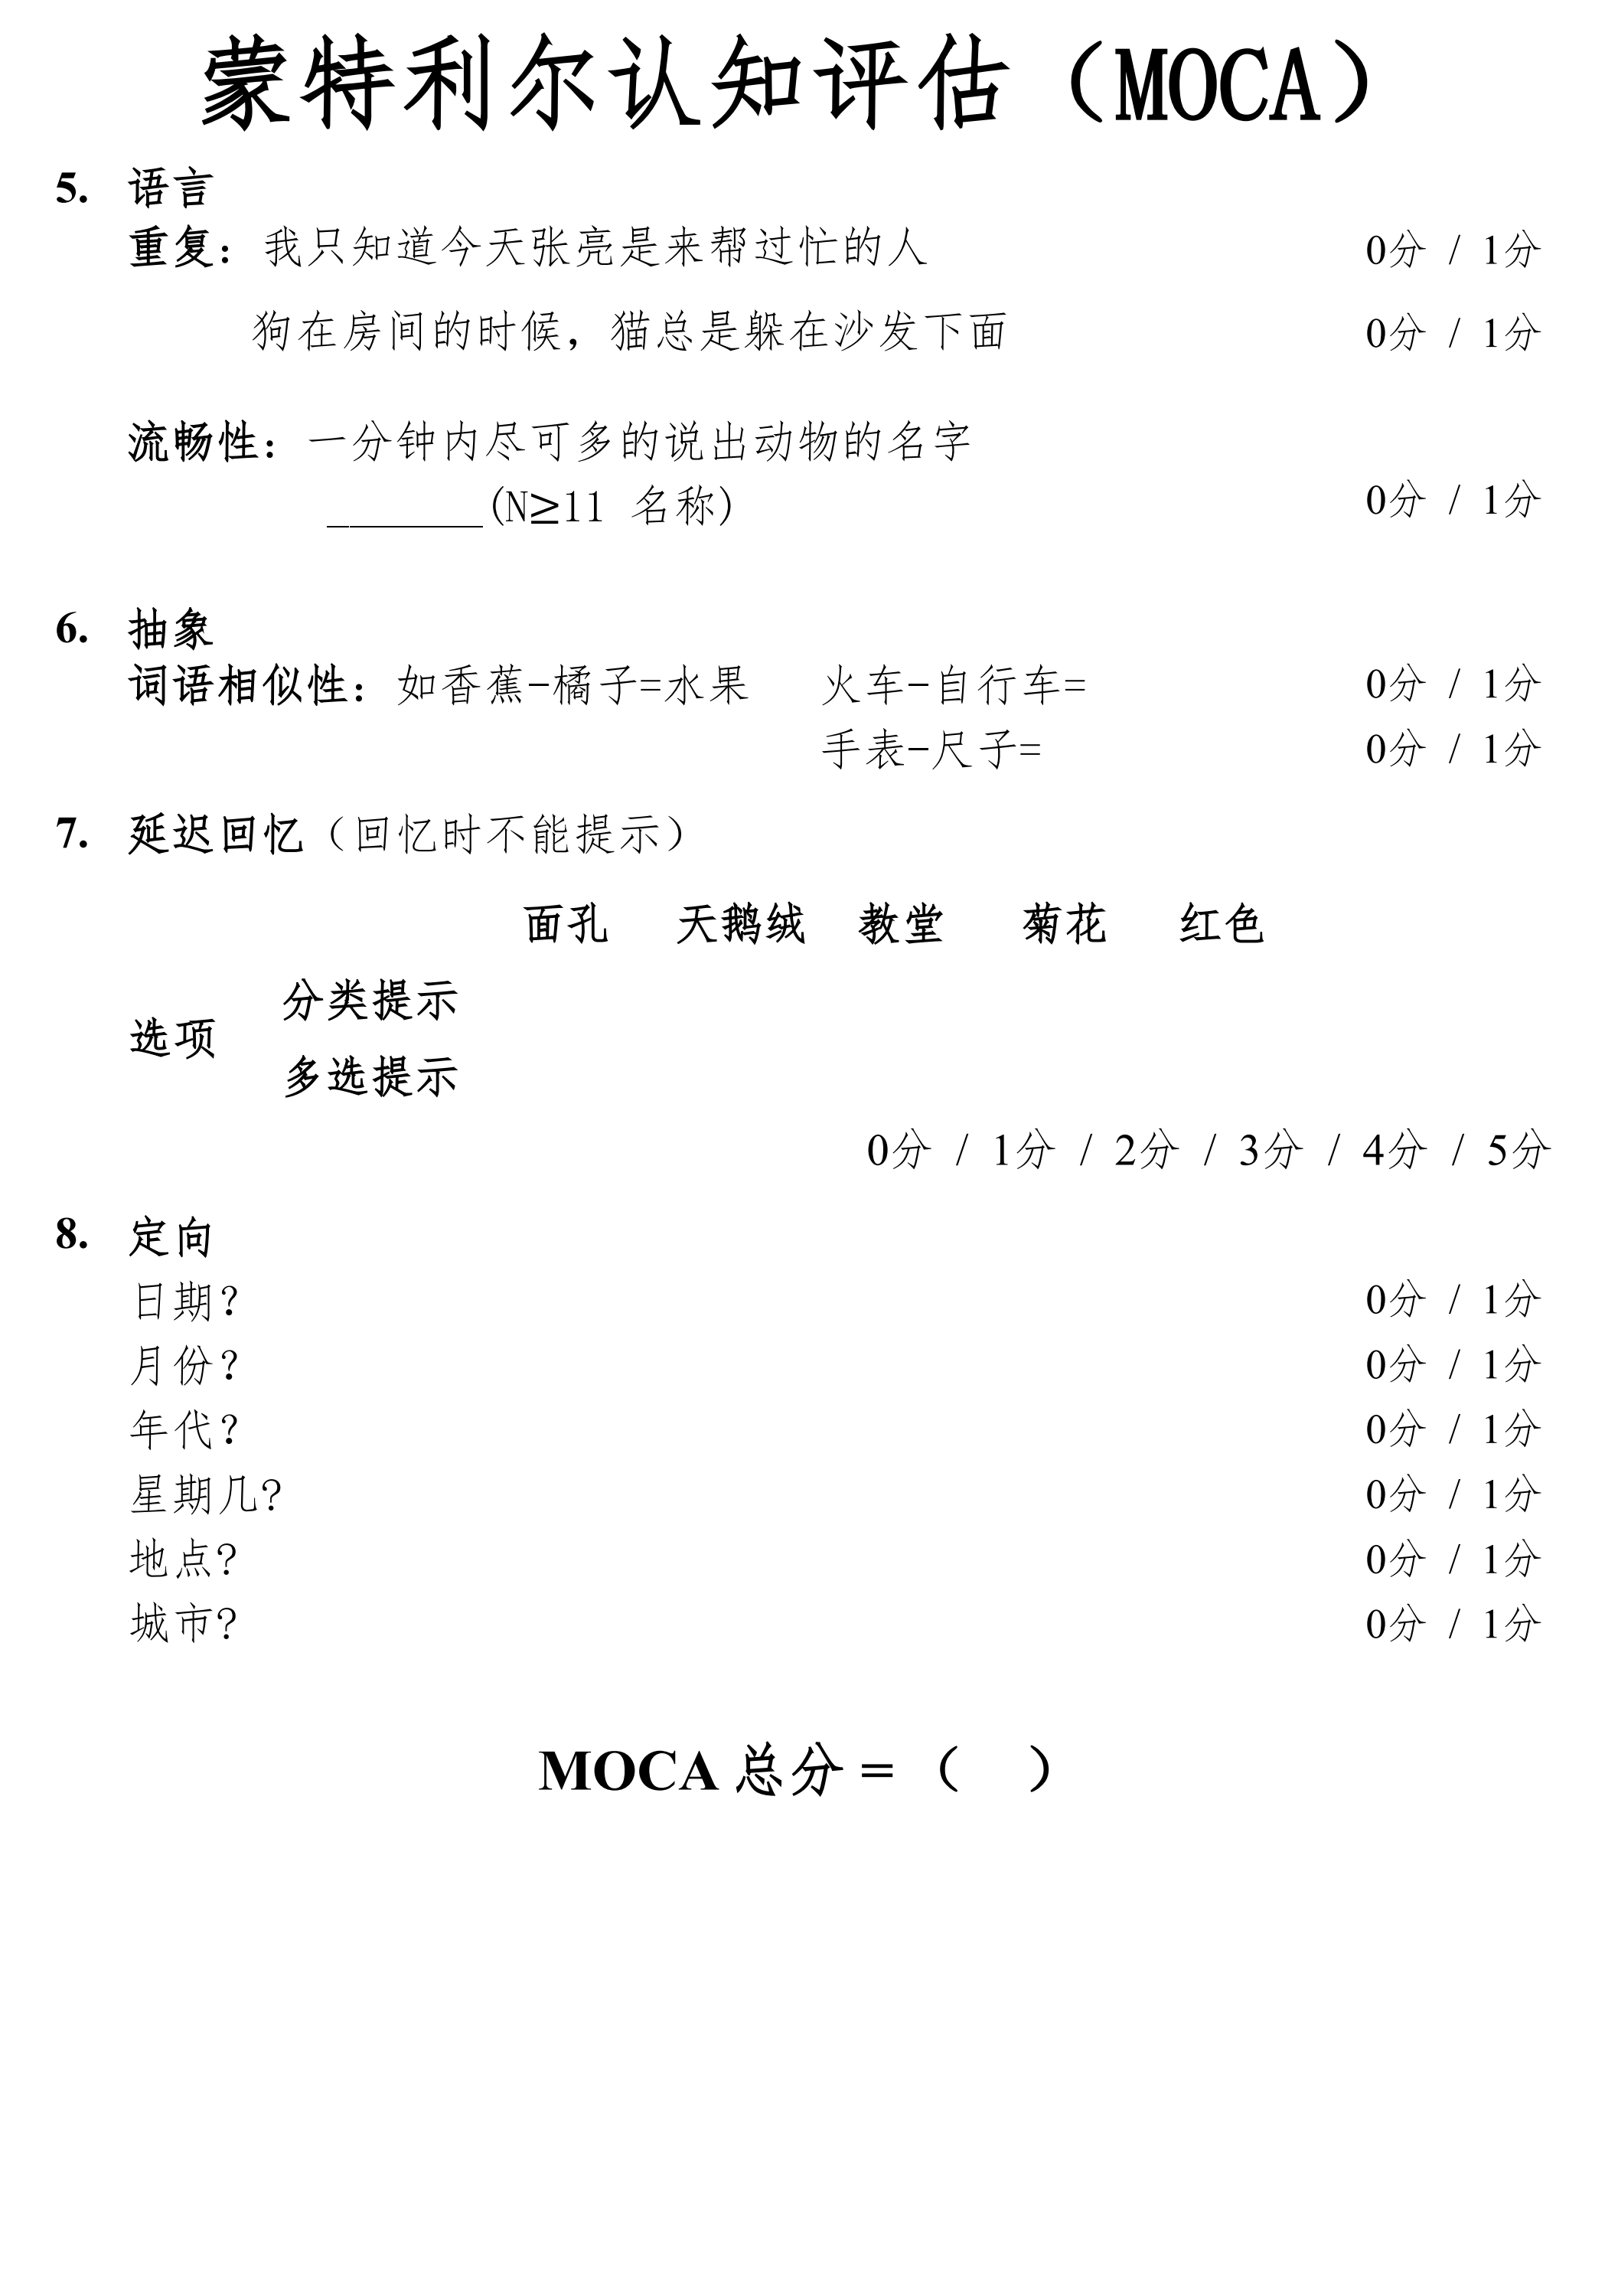 蒙特利尔认知评估（MOCA）
5. 语言
重复：我只知道今天张亮是来帮过忙的人 0分 / 1分
狗在房间的时候，猫总是躲在沙发下面 0分 / 1分
流畅性：一分钟内尽可多的说出动物的名字
_______(N≧11 名称) 0分 / 1分
6. 抽象
词语相似性：如香蕉-橘子=水果 火车-自行车= 0分 / 1分
手表-尺子= 0分 / 1分
7. 延迟回忆（回忆时不能提示）
面孔 天鹅绒 教堂 菊花 红色
分类提示
选项
多选提示
0分 / 1分 / 2分 / 3分 / 4分 / 5分
8. 定向
日期？ 0分 / 1分
月份？ 0分 / 1分
年代？ 0分 / 1分
星期几? 0分 / 1分
地点? 0分 / 1分
城市? 0分 / 1分
MOCA 总分 = （ ）